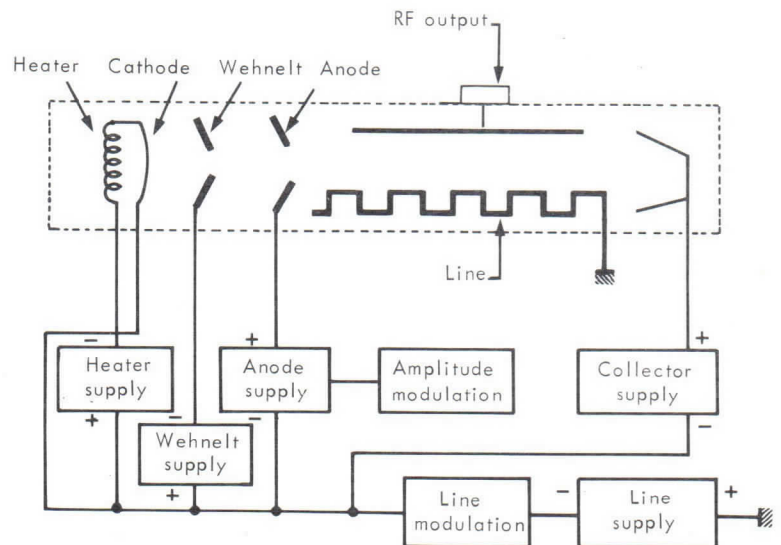 RF output
Heater
Cathode
Wehnelt
Anode
Line
−
+
+
Heater
supply
Anode
supply
Amplitude
modulation
Collector
supply
+
−
−
−
Wehnelt
supply
+
Line
modulation
−
Line
supply
+